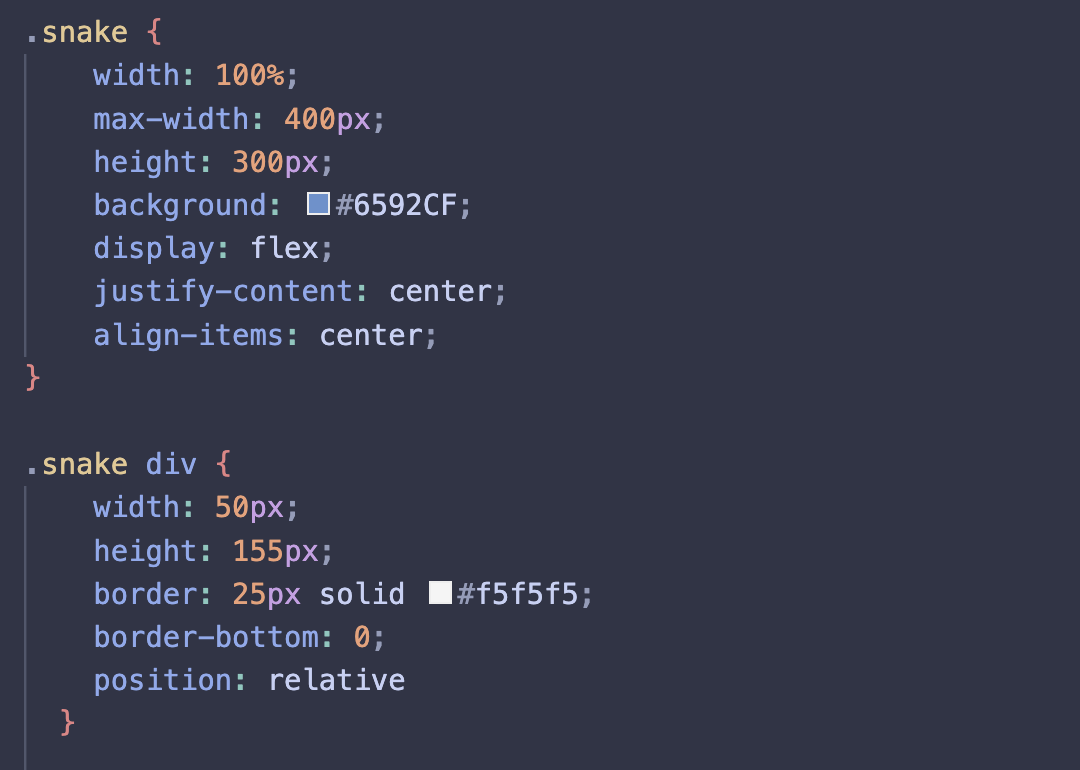 .snake {
    width: 100%;
    max-width: 400px;
    height: 300px;
    background: #6592CF;
    display: flex;
    justify-content: center;
    align-items: center;
}

.snake div {
    width: 50px;
    height: 155px;
    border: 25px solid #f5f5f5;
    border-bottom: 0;
    position: relative
  }